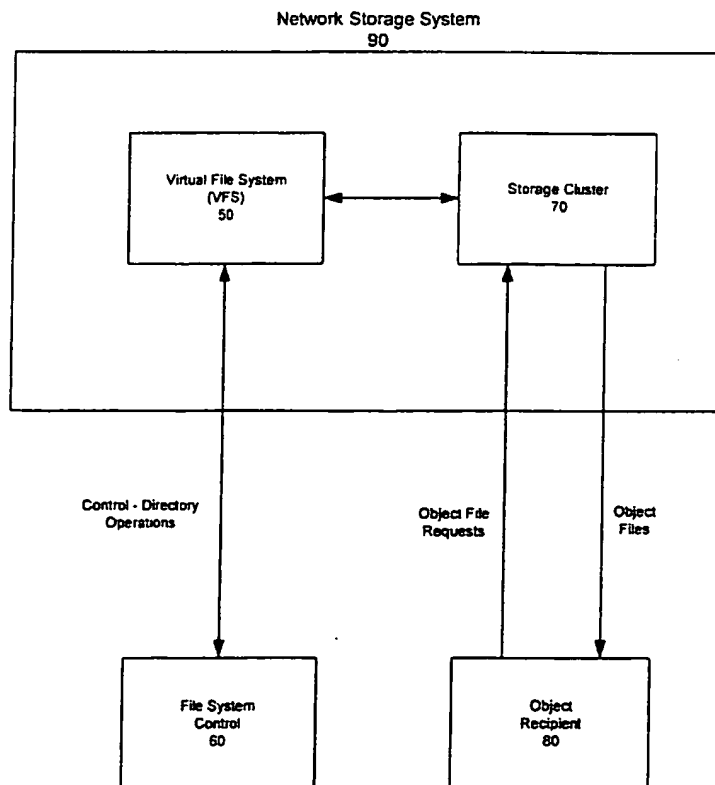 Network Storage System
90
Virtual File System
(VFS)
50
Storage Cluster
70
Control - Directory
Operations
Object File
Requests
Object
Files
File System
Control
60
Object
Recipient
80